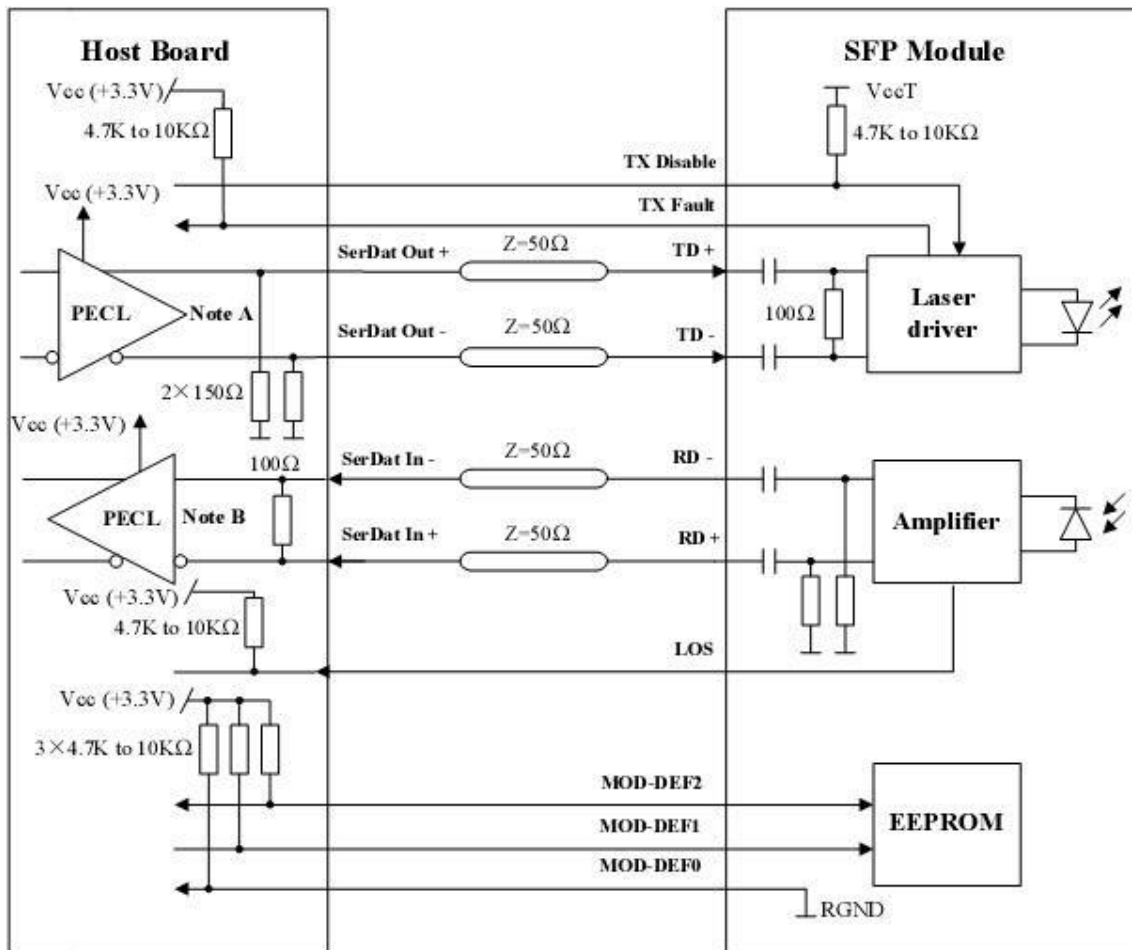 Host Board
SFP Module
Vcc (+3.3V)
VccT
4.7K to 10KΩ
4.7K to 10KΩ
TX Disable
Vcc (+3.3V)
TX Fault
SerDat Out +
Z=50Ω
TD +
PECL
Note A
100Ω
Laser
driver
SerDat Out -
Z=50Ω
TD -
2×150Ω
Vcc (+3.3V)
100Ω
SerDat In -
Z=50Ω
RD -
PECL
Note B
Amplifier
SerDat In +
Z=50Ω
RD +
Vcc (+3.3V)
4.7K to 10KΩ
LOS
Vcc (+3.3V)
3×4.7K to 10KΩ
MOD-DEF2
EEPROM
MOD-DEF1
MOD-DEF0
RGND